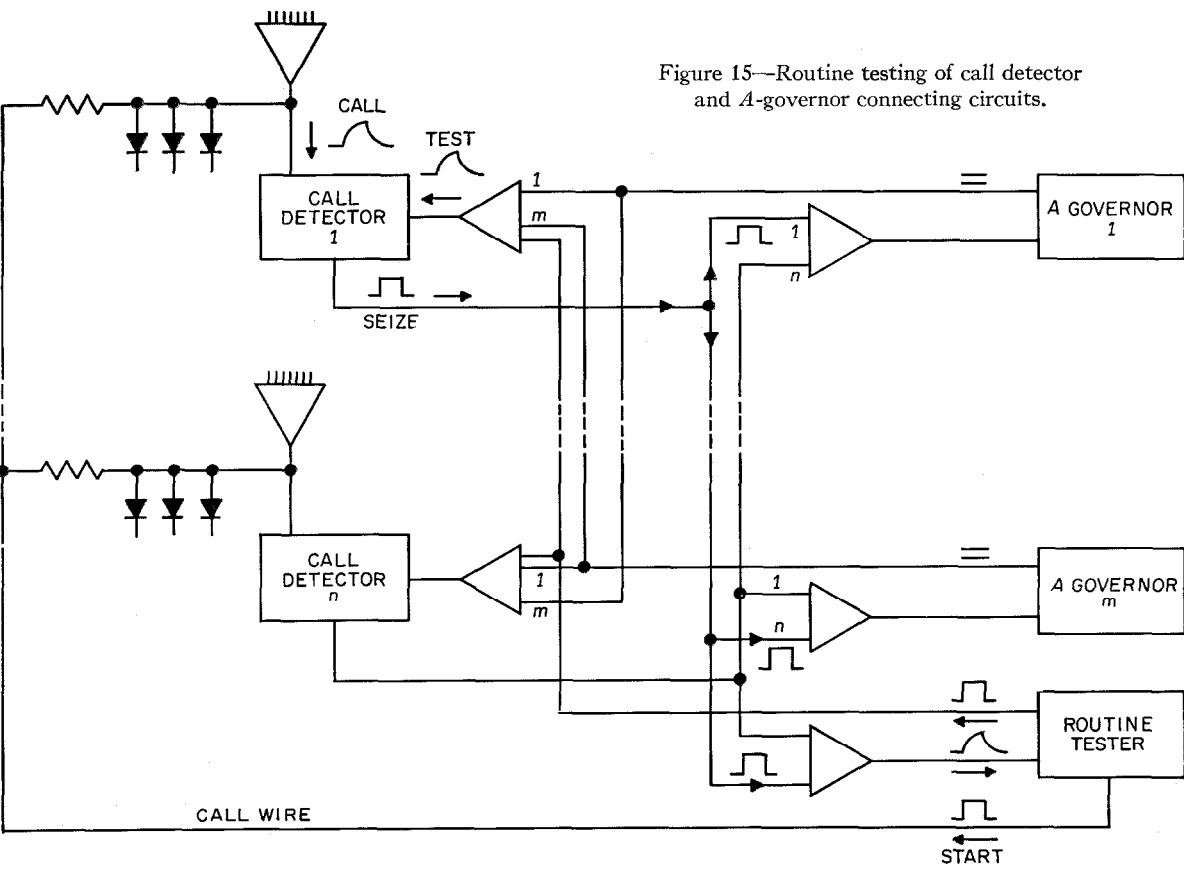 Figure 15—Routine testing of call detector
and A-governor connecting circuits.
CALL
TEST
CALL
DETECTOR
1
1
m
SEIZE
1
n
A GOVERNOR
1
CALL
DETECTOR
n
1
m
1
n
A GOVERNOR
m
ROUTINE
TESTER
CALL WIRE
START